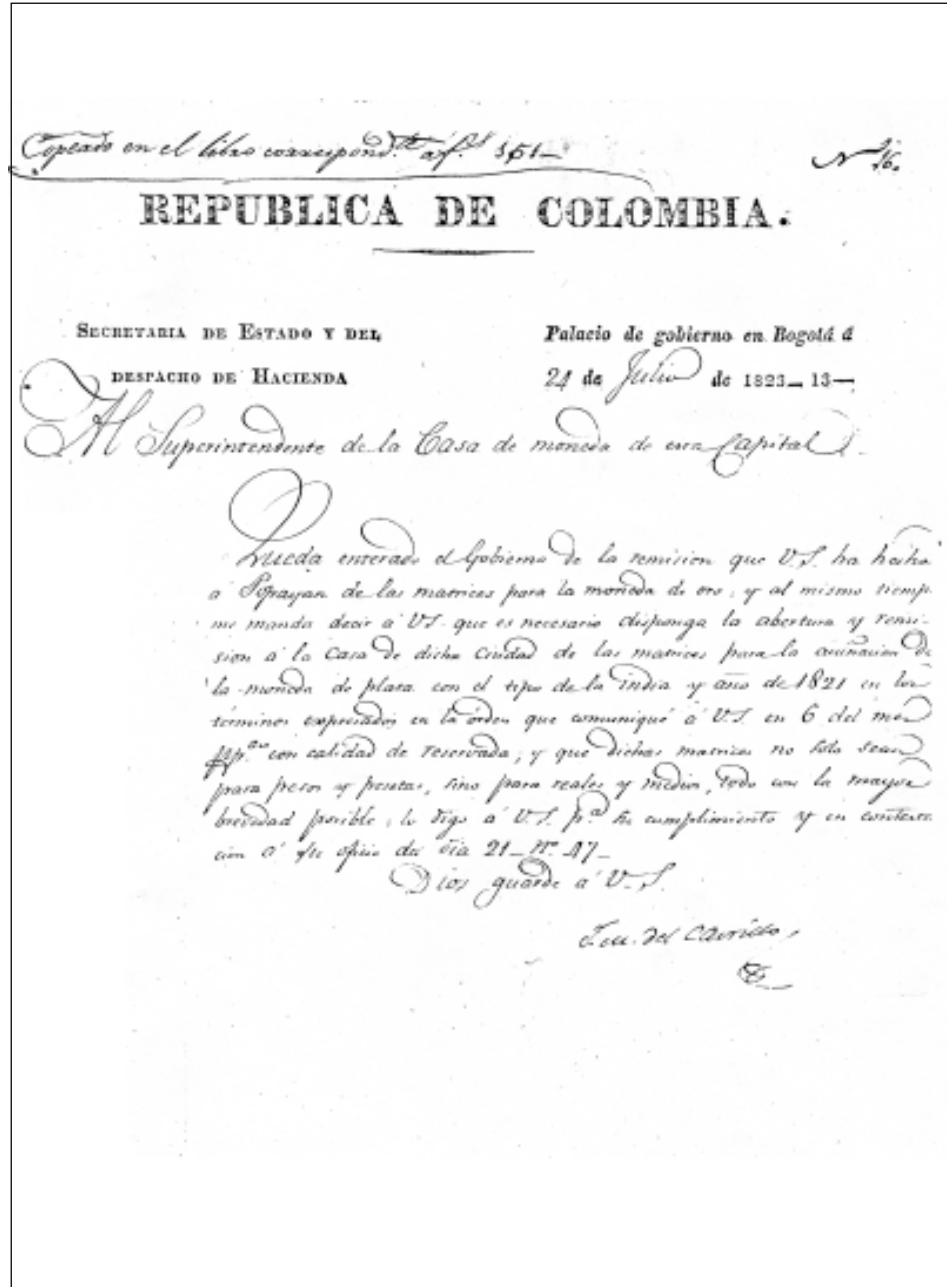 Copeado en el libro correspond.te a f.s 151–
N 16.
REPUBLICA DE COLOMBIA.
SECRETARIA DE ESTADO Y DEL
DESPACHO DE HACIENDA
Palacio de gobierno en Bogotá á
24 de Julio de 1823– 13–
Al Superintendente de la Casa de moneda de esta Capital.
Queda enterado el Gobierno de la remision que V.S. ha hecho
a Popayan de las matrices para la moneda de oro, y al mismo tiempo
me manda decir a VS. que es necesario disponga la abertura y remi-
sion a la Casa de dicha Ciudad de las matrices para la acuñacion de
la moneda de plata con el tipo de la India y año de 1821 en los
términos expresados en la órden que comuniqué á V.S. en 6 del mes
con calidad de reservada; y que dichas matrices no solo sean
para pesos y pesetas, sino para reales y medios, todo con la mayor
brevedad posible; lo digo á V.S. p.a su cumplimiento y en contesta-
cion á su oficio del dia 21– N.º 47–
Dios guarde a V.S.
J. M. del Castillo,